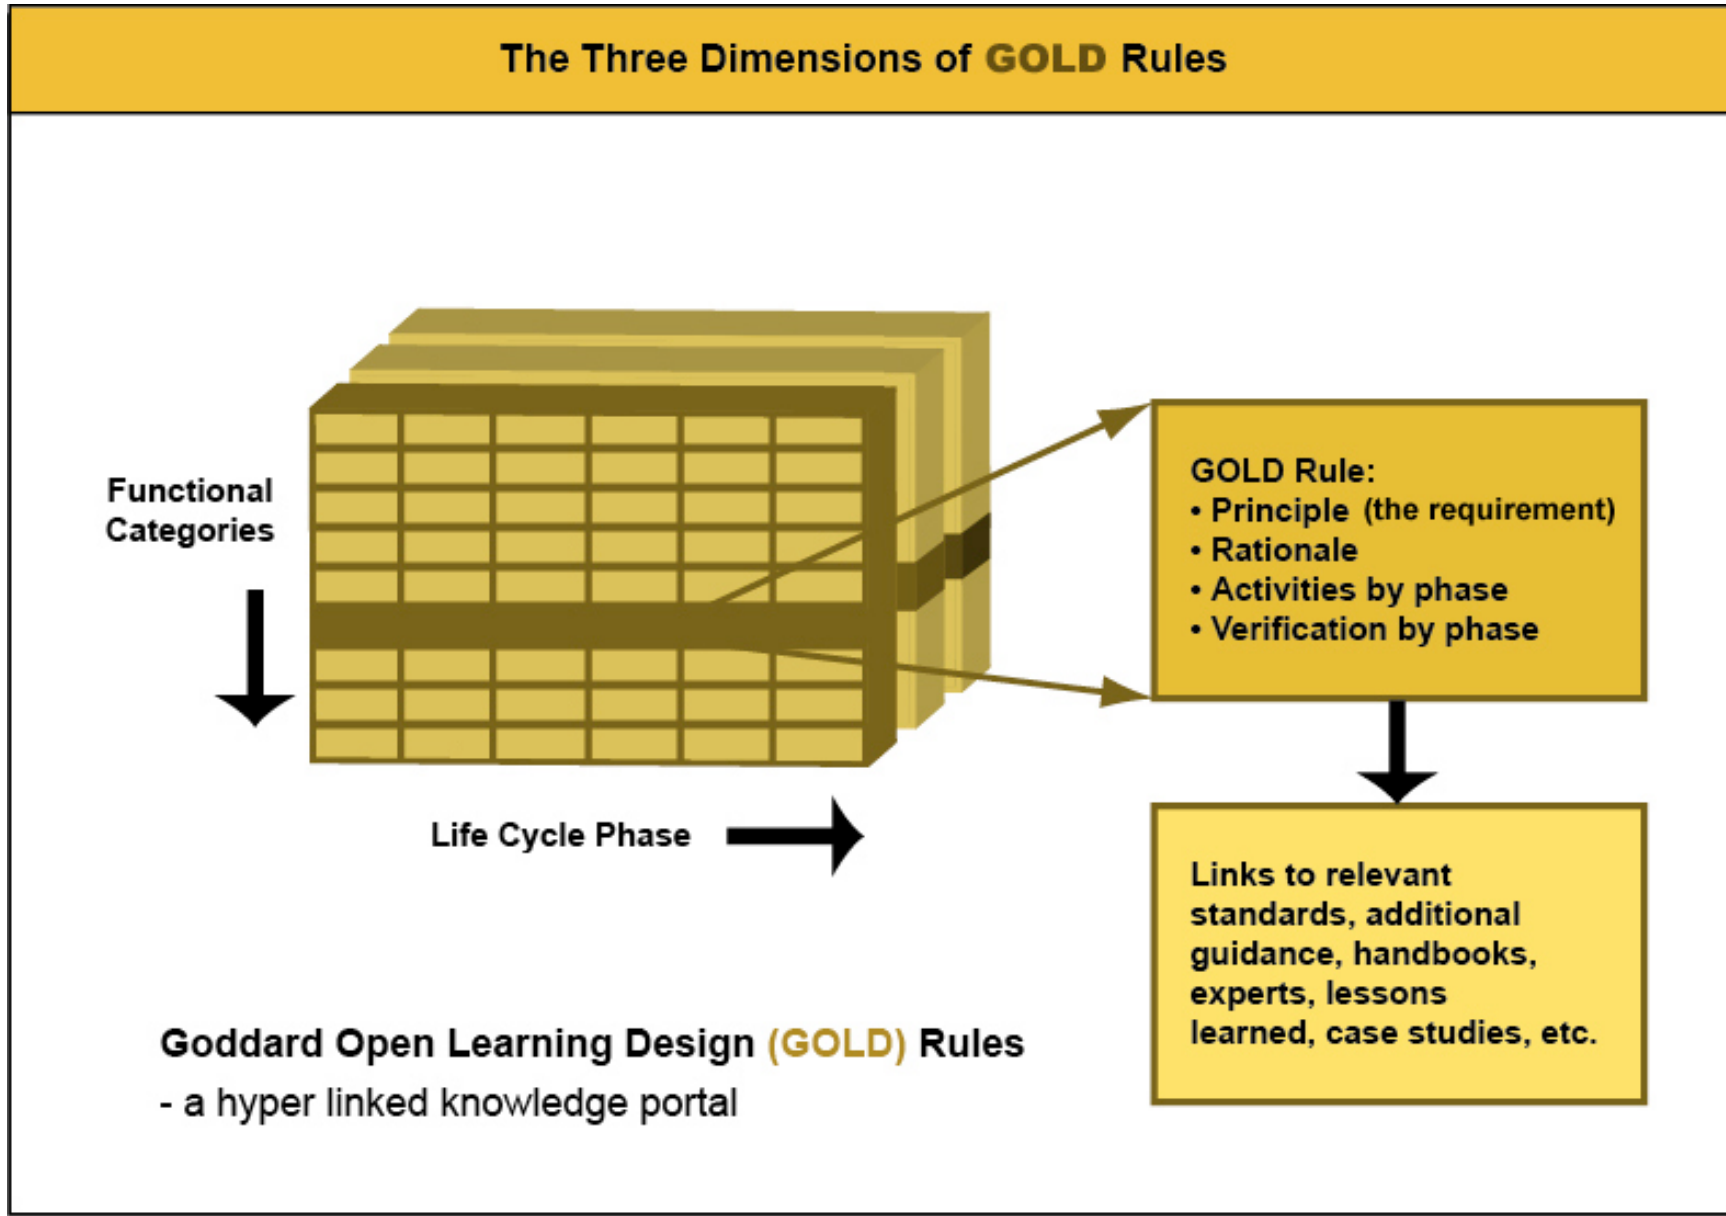 The Three Dimensions of GOLD Rules
Functional
Categories
Life Cycle Phase
GOLD Rule:
• Principle (the requirement)
• Rationale
• Activities by phase
• Verification by phase
Links to relevant
standards, additional
guidance, handbooks,
experts, lessons
learned, case studies, etc.
Goddard Open Learning Design (GOLD) Rules
- a hyper linked knowledge portal